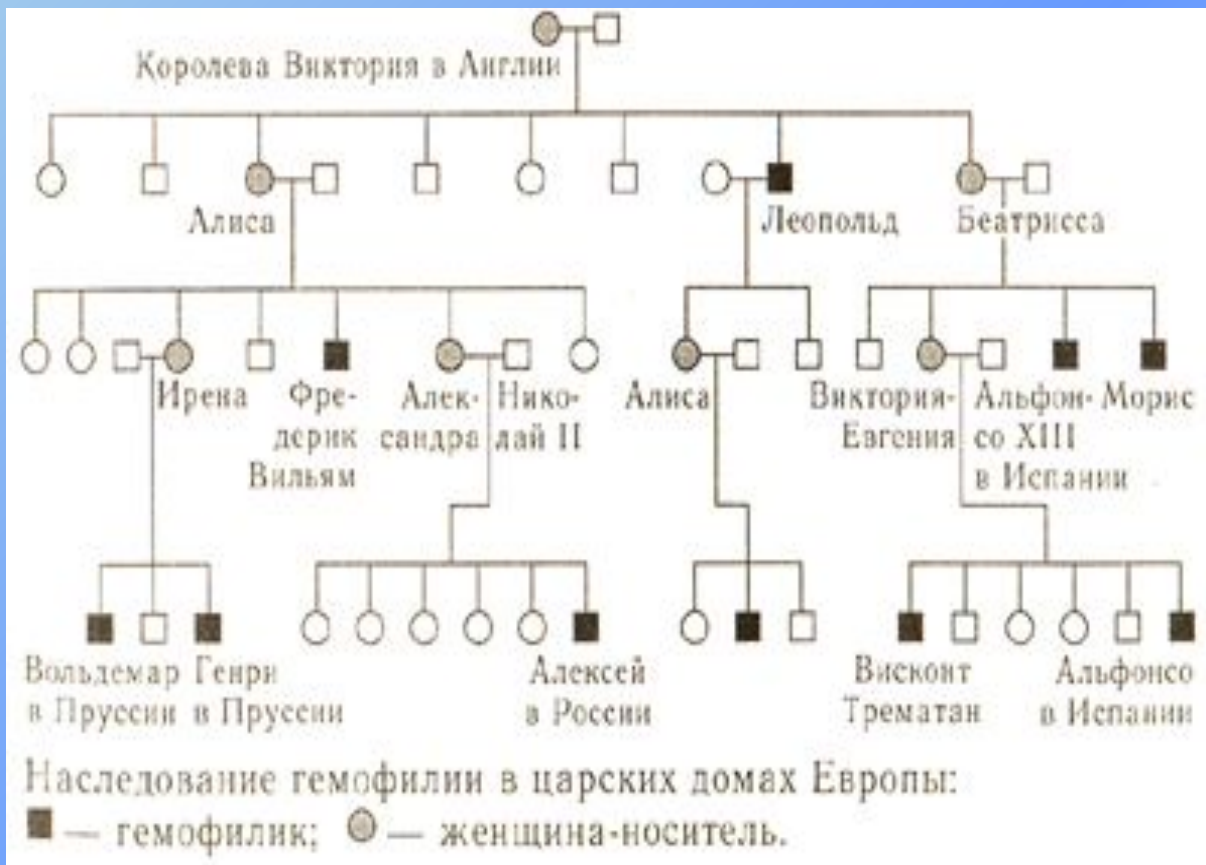 Королева Виктория в Англии
Алиса
Леопольд
Беатрисса
Ирена
Фре-
дерик
Вильям
Алек-
сандра
Нико-
лай II
Алиса
Виктория-
Евгения
Альфон-
со XIII
в Испании
Морис
Вольдемар
в Пруссии
Генри
в Пруссии
Алексей
в России
Висконт
Трематан
Альфонсо
в Испании
Наследование гемофилии в царских домах Европы:
— гемофилик; — женщина-носитель.